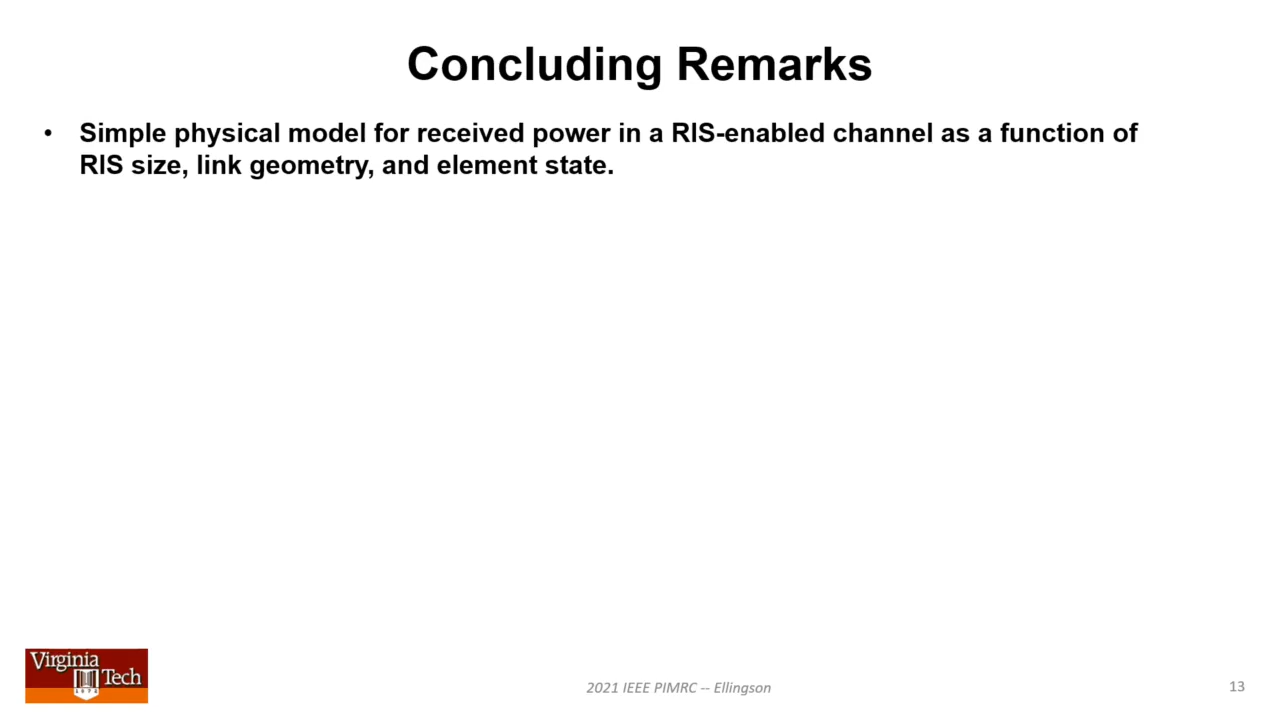 Concluding Remarks
• Simple physical model for received power in a RIS-enabled channel as a function of
RIS size, link geometry, and element state.
Virginia
Tech
1872
2021 IEEE PIMRC -- Ellingson
13